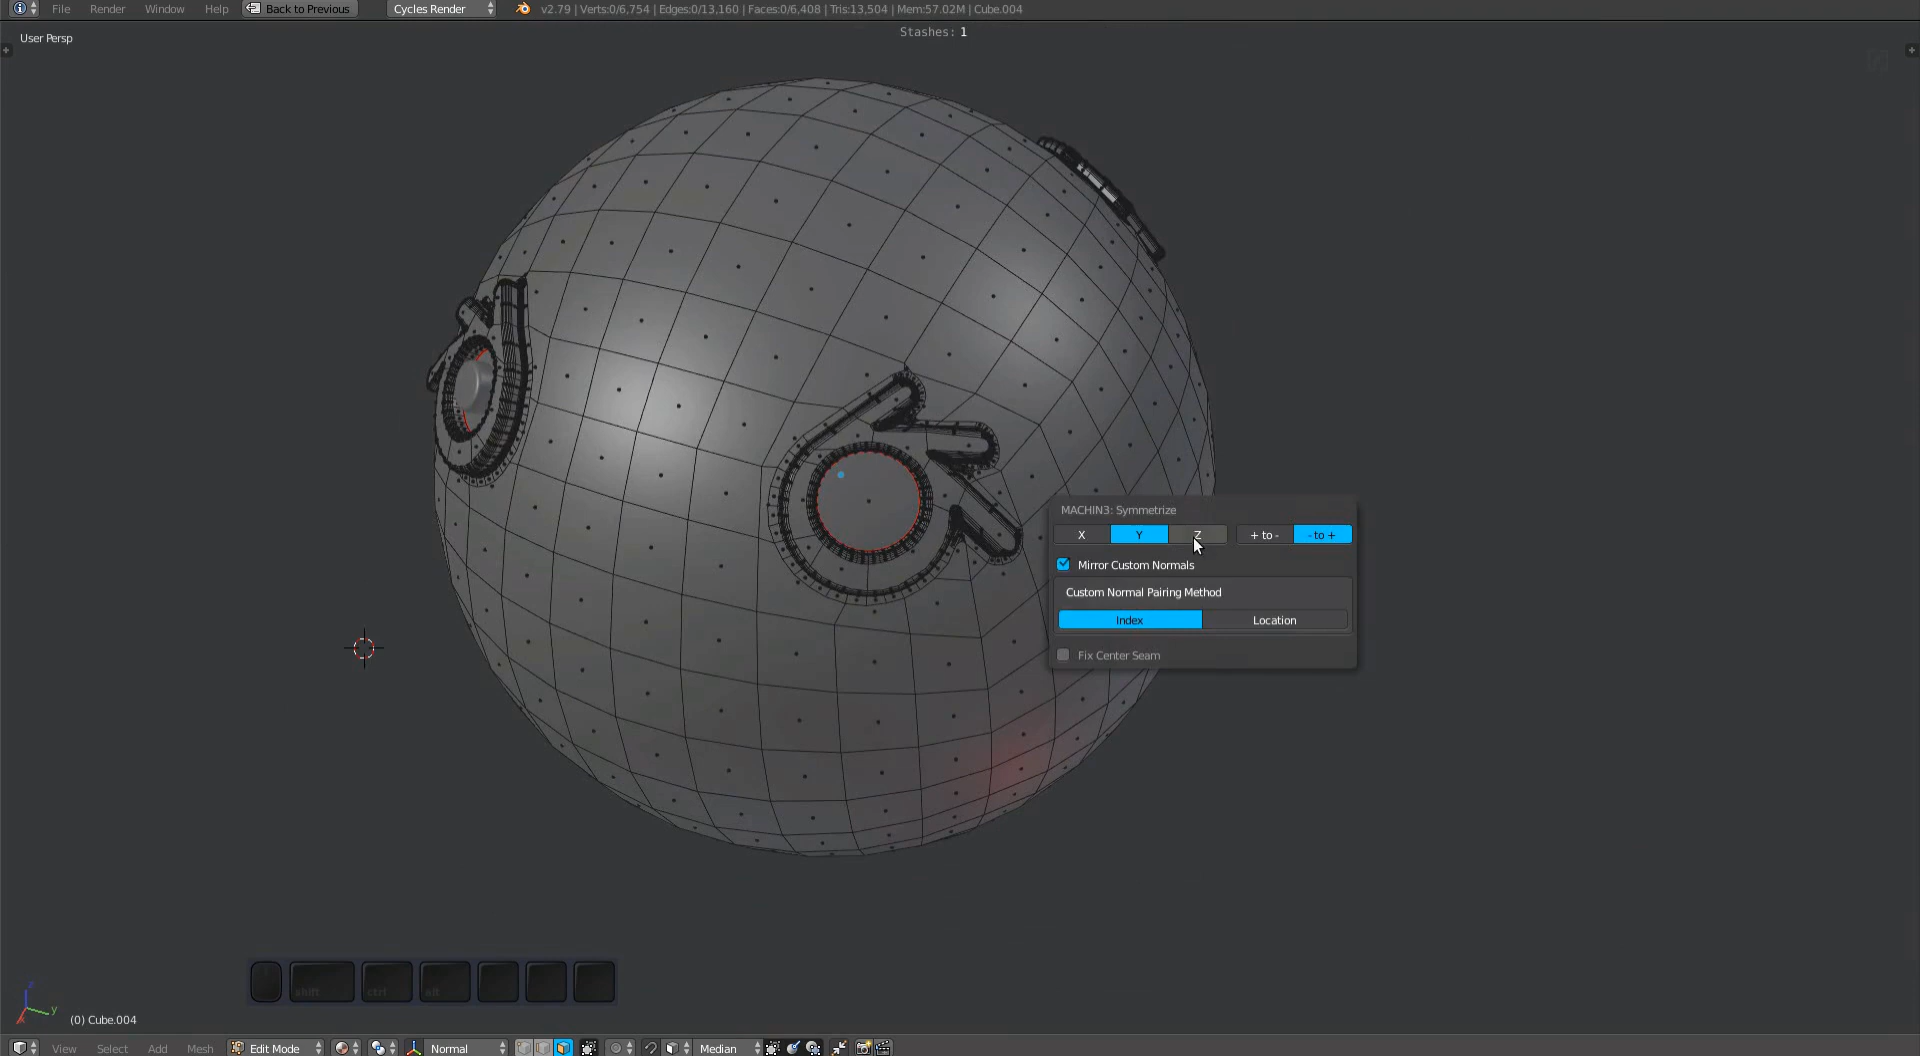 File Render Window Help Back to Previous Cycles Render v2.79 | Verts:0/6,754 | Edges:0/13,160 | Faces:0/6,408 | Tris:13,504 | Mem:57.02M | Cube.004
Stashes: 1
User Persp
MACHIN3: Symmetrize
X Y Z + to - - to +
Mirror Custom Normals
Custom Normal Pairing Method
Index Location
Fix Center Seam
shift ctrl alt
z
y
x
(0) Cube.004
View Select Add Mesh Edit Mode Normal Median